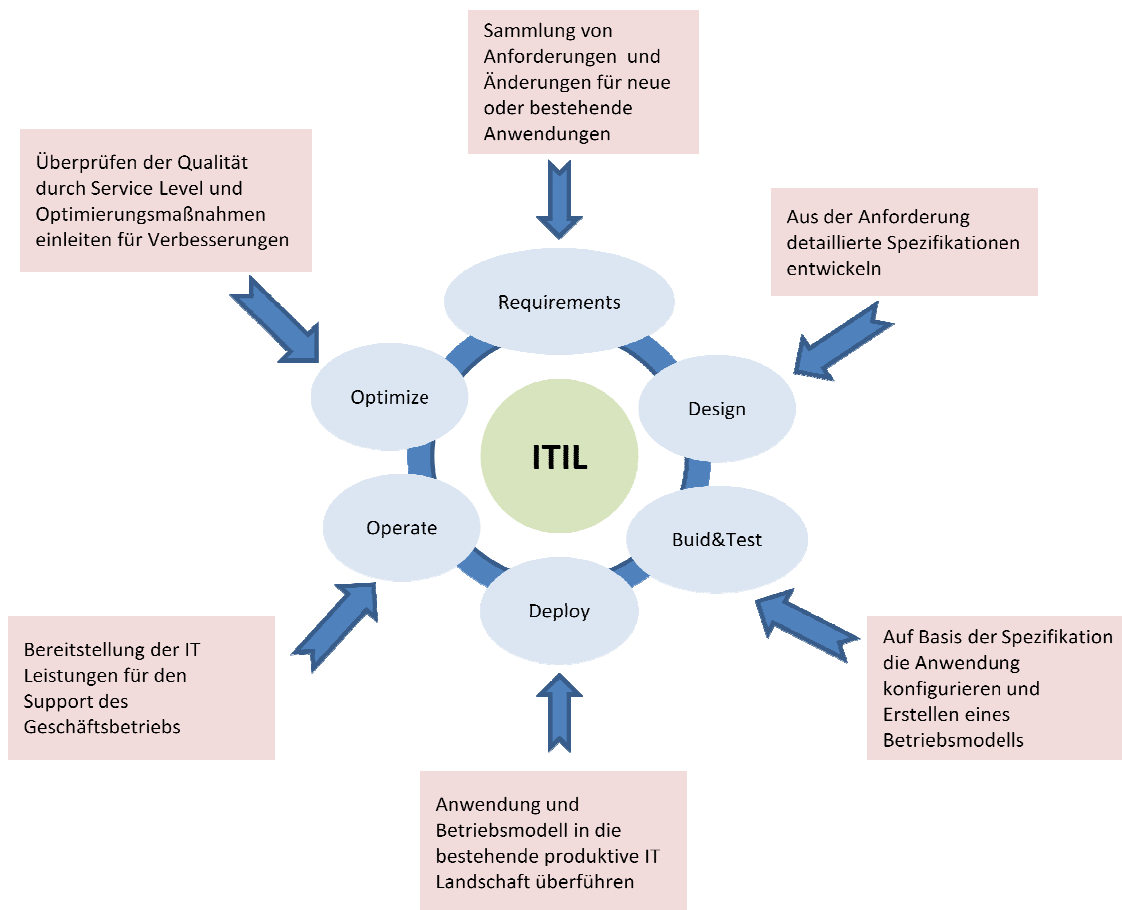 Sammlung von
Anforderungen und
Änderungen für neue
oder bestehende
Anwendungen
Überprüfen der Qualität
durch Service Level und
Optimierungsmaßnahmen
einleiten für Verbesserungen
Aus der Anforderung
detaillierte Spezifikationen
entwickeln
Requirements
Optimize
Design
ITIL
Operate
Buid&Test
Deploy
Bereitstellung der IT
Leistungen für den
Support des
Geschäftsbetriebs
Auf Basis der Spezifikation
die Anwendung
konfigurieren und
Erstellen eines
Betriebsmodells
Anwendung und
Betriebsmodell in die
bestehende produktive IT
Landschaft überführen